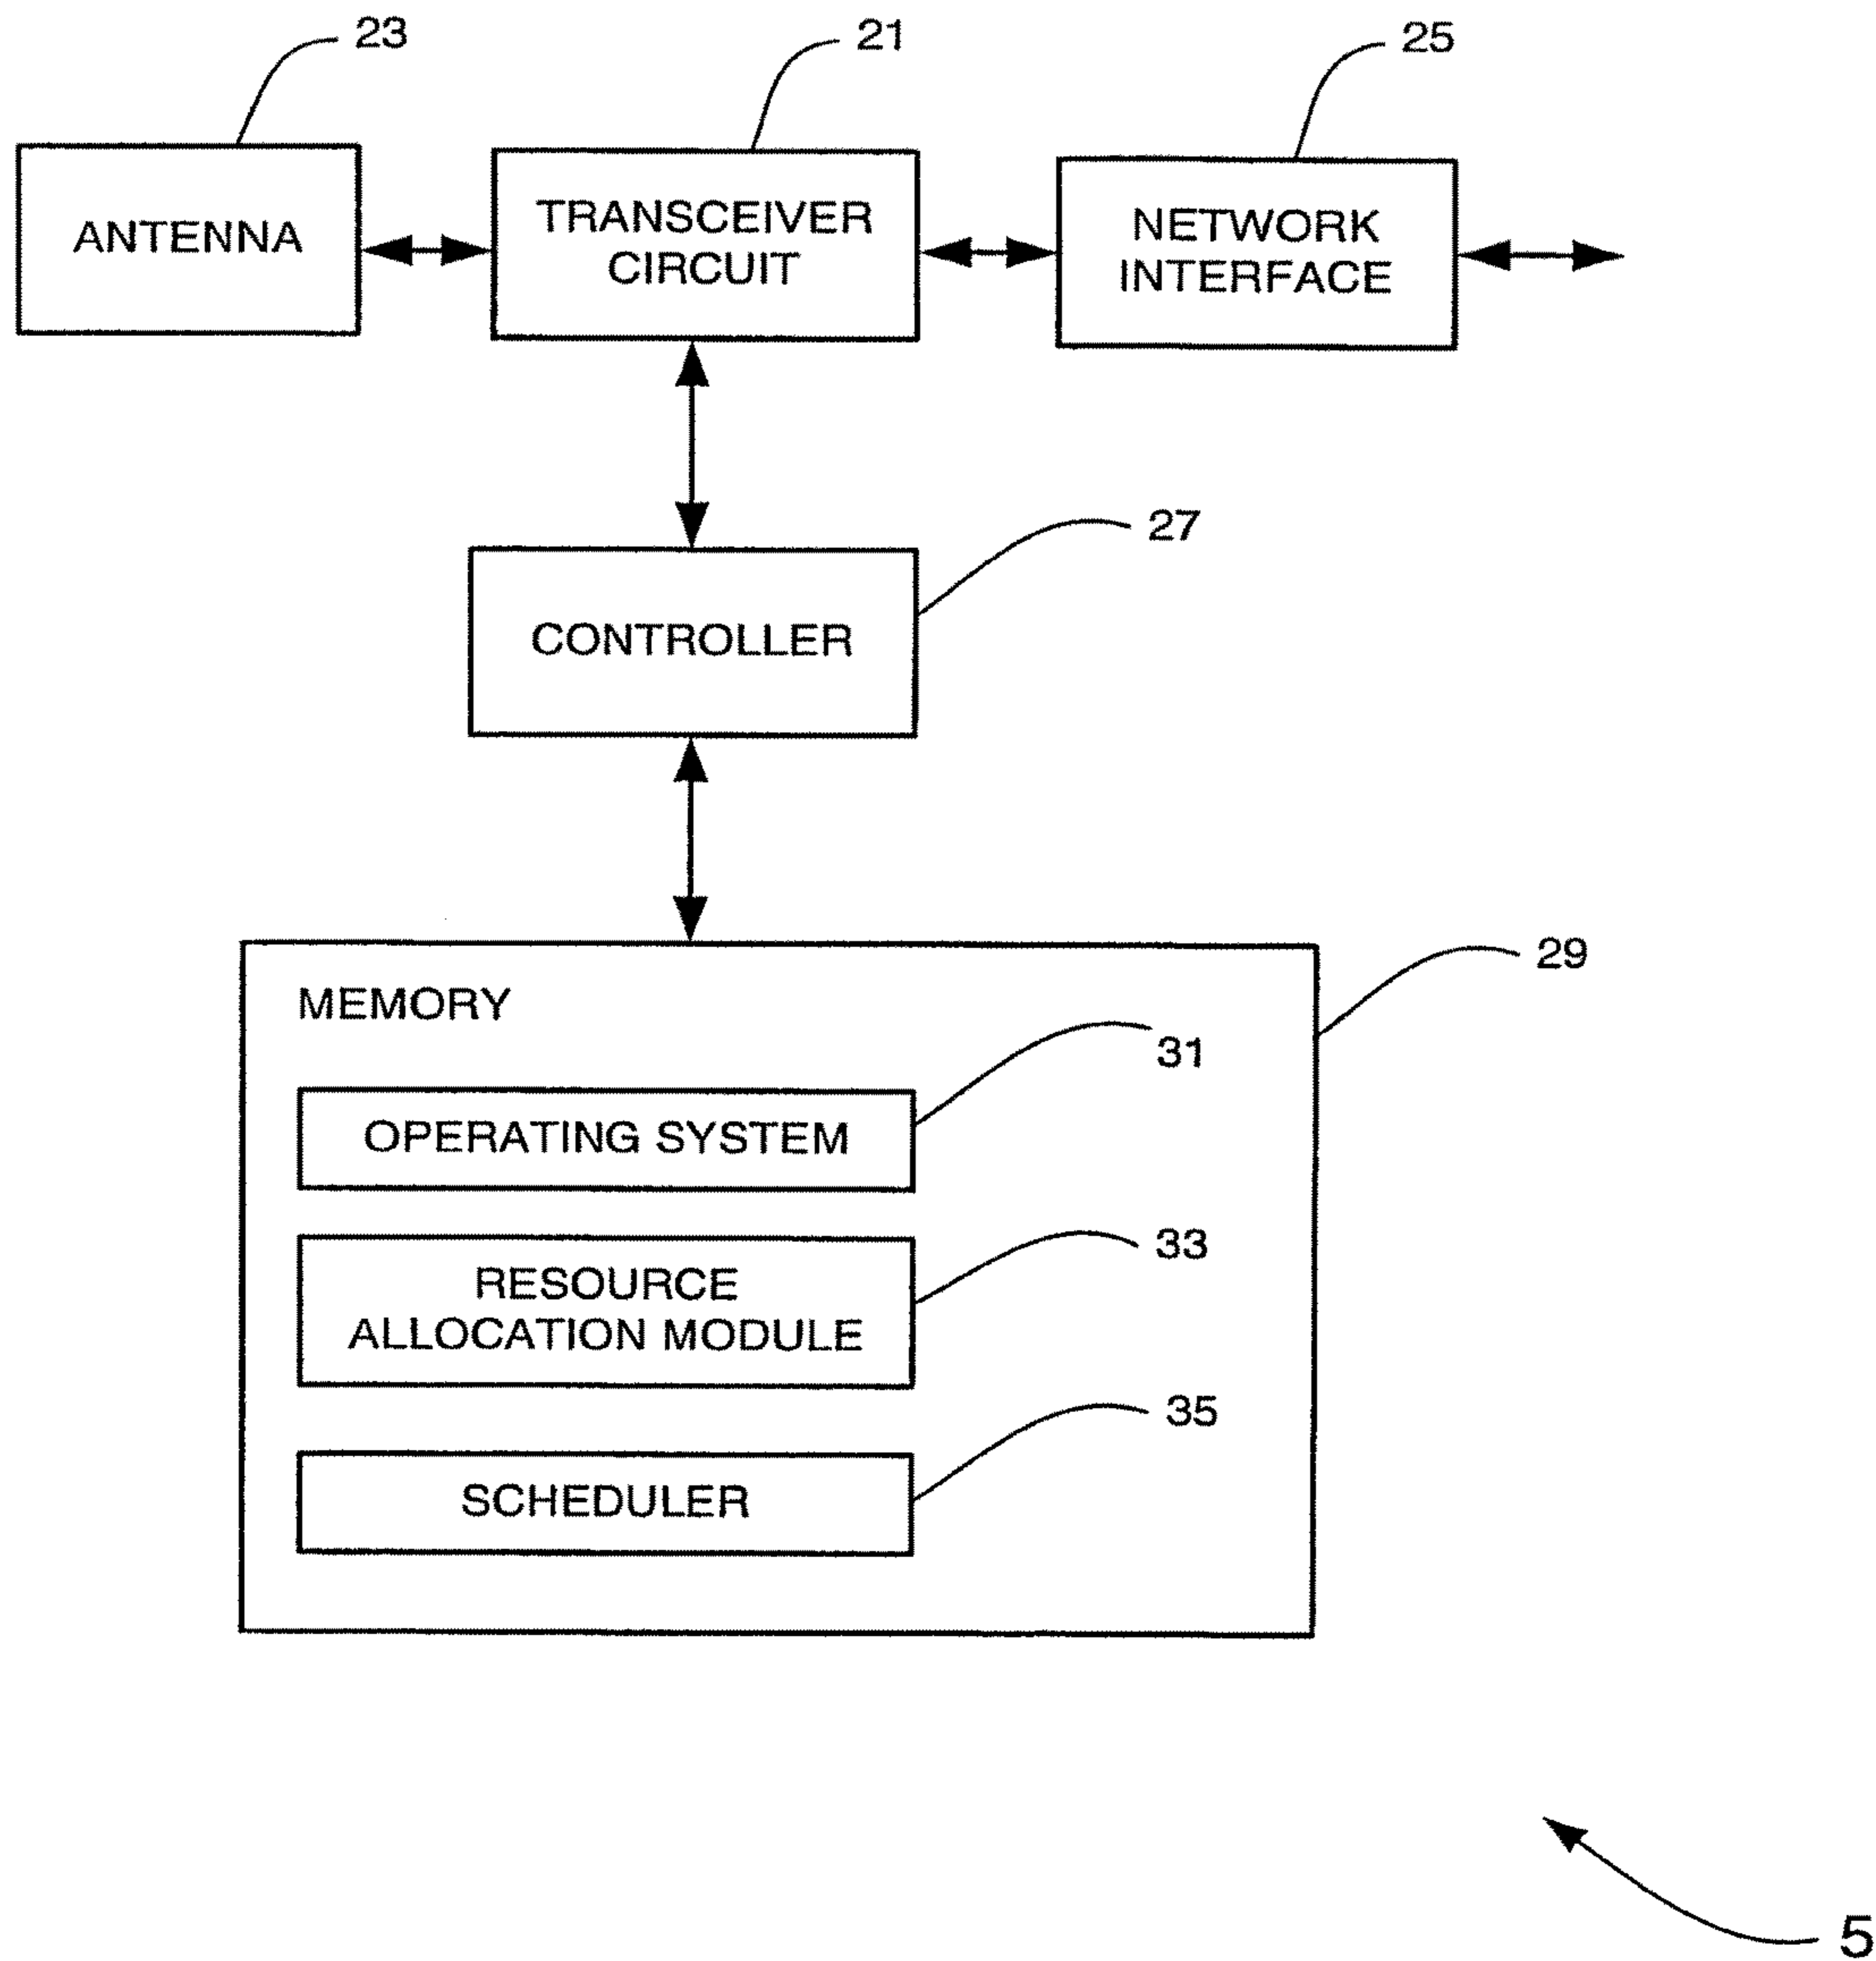 23
21
25
ANTENNA
TRANSCEIVER
CIRCUIT
NETWORK
INTERFACE
27
CONTROLLER
29
MEMORY
31
OPERATING SYSTEM
33
RESOURCE
ALLOCATION MODULE
35
SCHEDULER
5